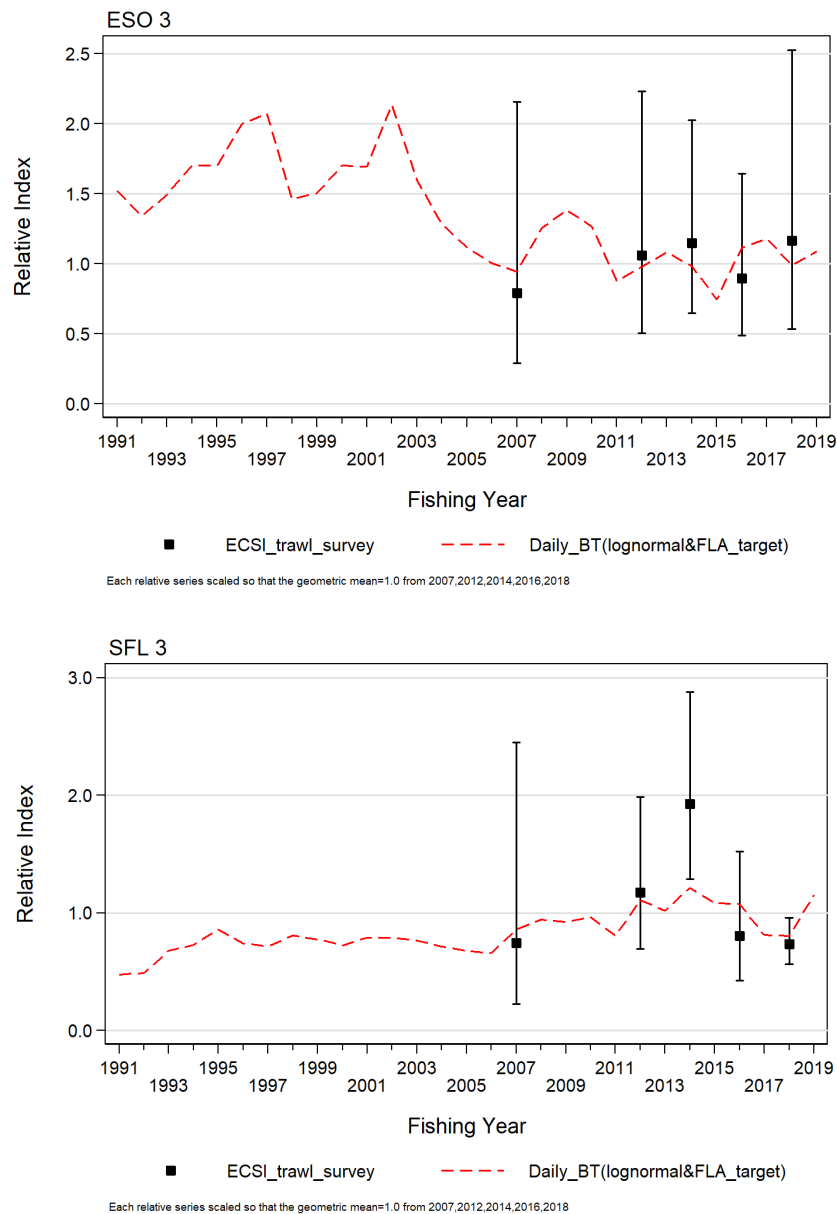 ESO 3
2.5
2.0
1.5
1.0
0.5
0.0
Relative Index
1991 1995 1999 2003 2007 2011 2015 2019
1993 1997 2001 2005 2009 2013 2017
Fishing Year
ECSI_trawl_survey Daily_BT(lognormal&FLA_target)
Each relative series scaled so that the geometric mean=1.0 from 2007,2012,2014,2016,2018
SFL 3
3.0
2.0
1.0
0.0
Relative Index
1991 1995 1999 2003 2007 2011 2015 2019
1993 1997 2001 2005 2009 2013 2017
Fishing Year
ECSI_trawl_survey Daily_BT(lognormal&FLA_target)
Each relative series scaled so that the geometric mean=1.0 from 2007,2012,2014,2016,2018